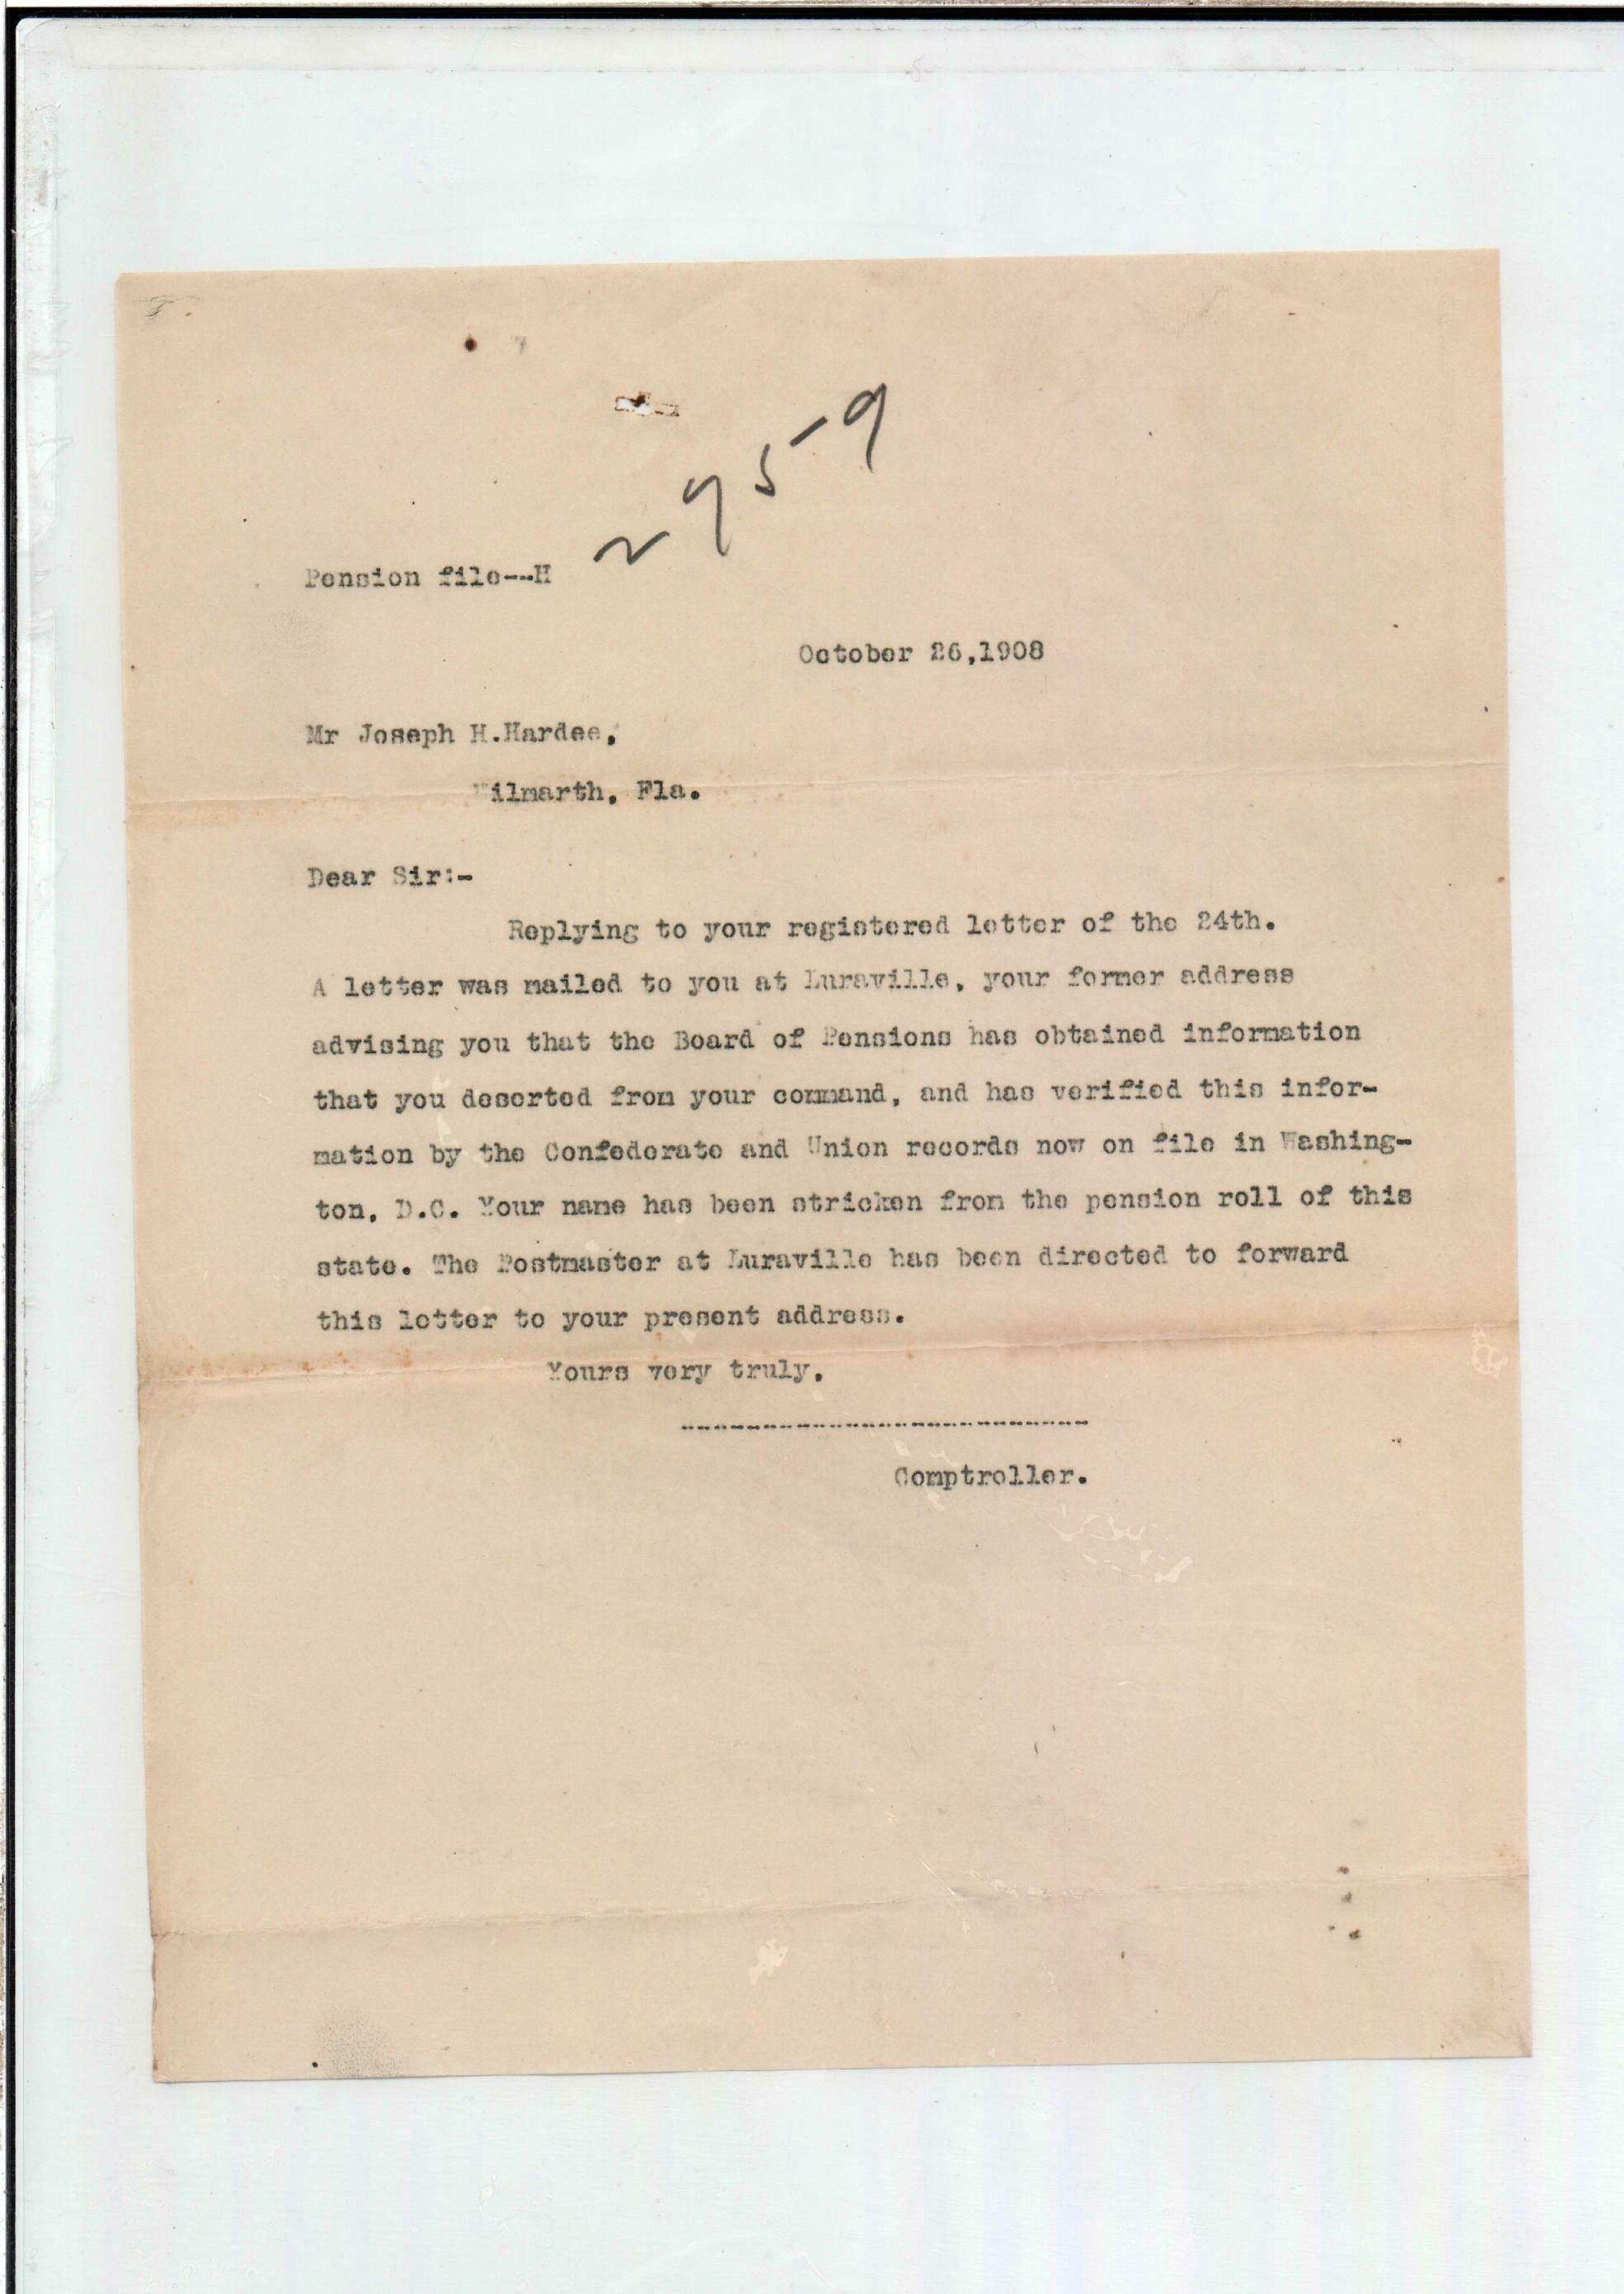 2959
Pension file---H
October 26,1908
Mr Joseph H.Hardee,
Wilmarth, Fla.
Dear Sir:-
Replying to your registered letter of the 24th.
A letter was mailed to you at Luraville, your former address
advising you that the Board of Pensions has obtained information
that you deserted from your command, and has verified this infor-
mation by the Confederate and Union records now on file in Washing-
ton, D.C. Your name has been stricken from the pension roll of this
state. The Postmaster at Luraville has been directed to forward
this letter to your present address.
Yours very truly,
------------------------------
Comptroller.